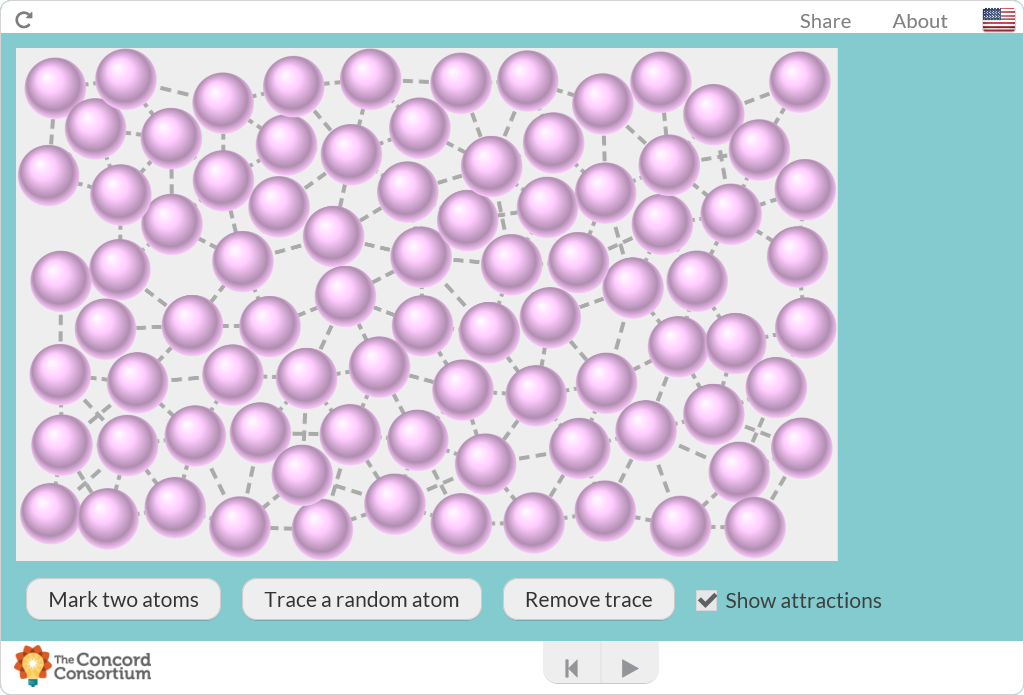 Share About
Mark two atoms Trace a random atom Remove trace Show attractions
The Concord
Consortium